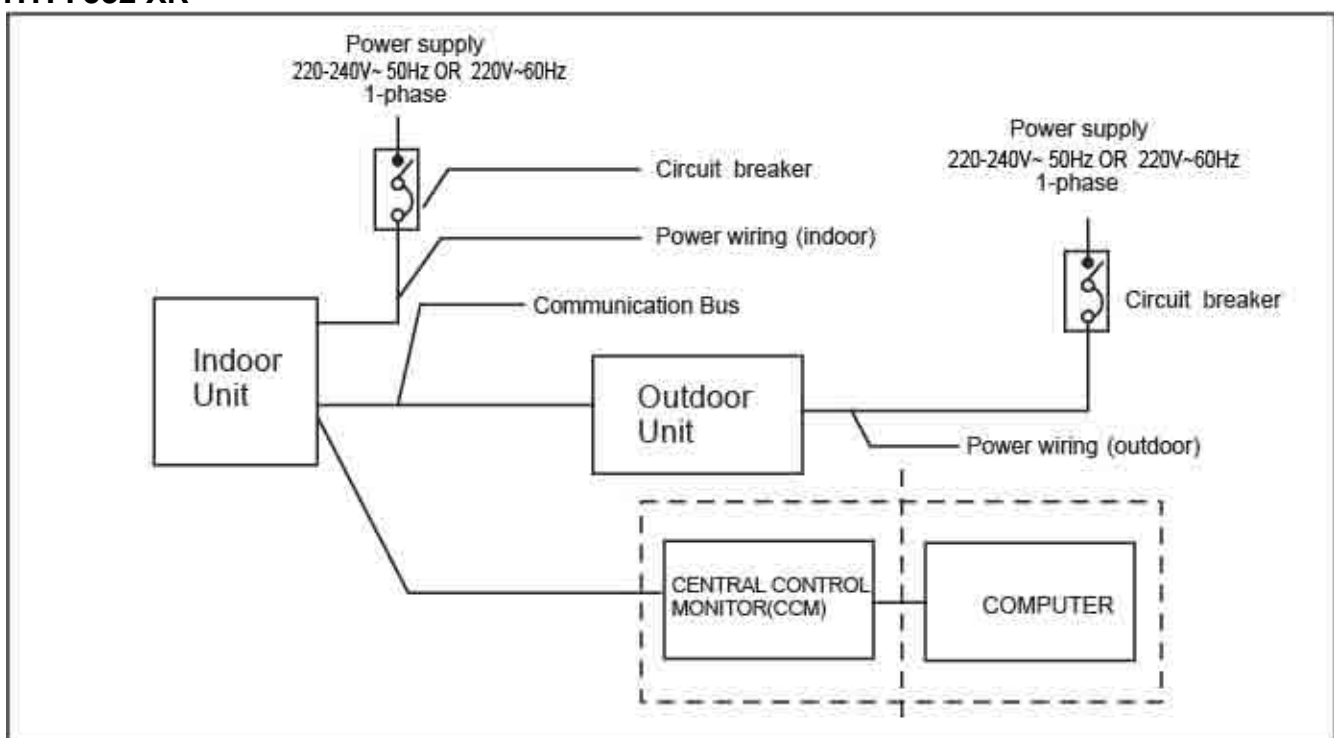 Power supply
220-240V~ 50Hz OR 220V~60Hz
1-phase
Circuit breaker
Power wiring (indoor)
Communication Bus
Power supply
220-240V~ 50Hz OR 220V~60Hz
1-phase
Circuit breaker
Indoor
Unit
Outdoor
Unit
Power wiring (outdoor)
CENTRAL CONTROL
MONITOR(CCM)
COMPUTER